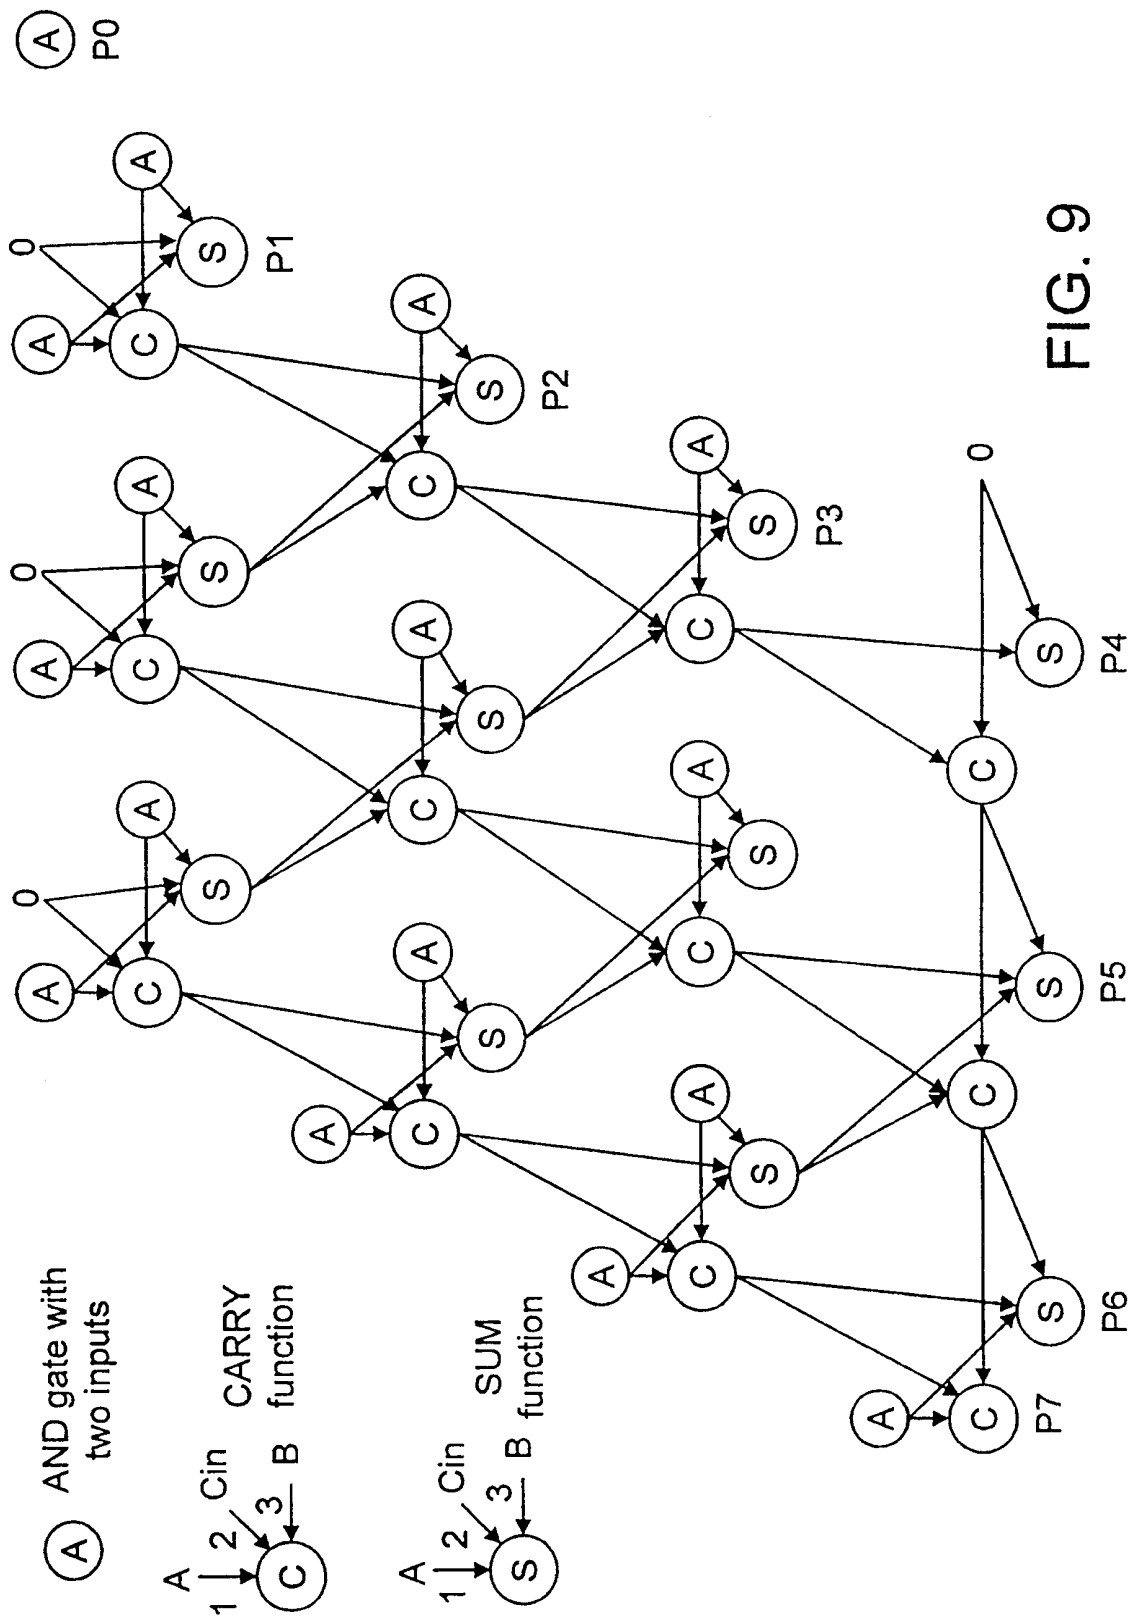 A AND gate with
two inputs
A
1 2 Cin
CARRY
3 B function
C
A
1 2 Cin
SUM
3 B function
S
A 0 A 0 A 0 A
P0
C A C A C A
S S S
P1
A
C A C A C A
S S S
P2
A
C A C A C A
S S S
P3
A
C C C 0
P7 S S S
P6 P5 P4
FIG. 9